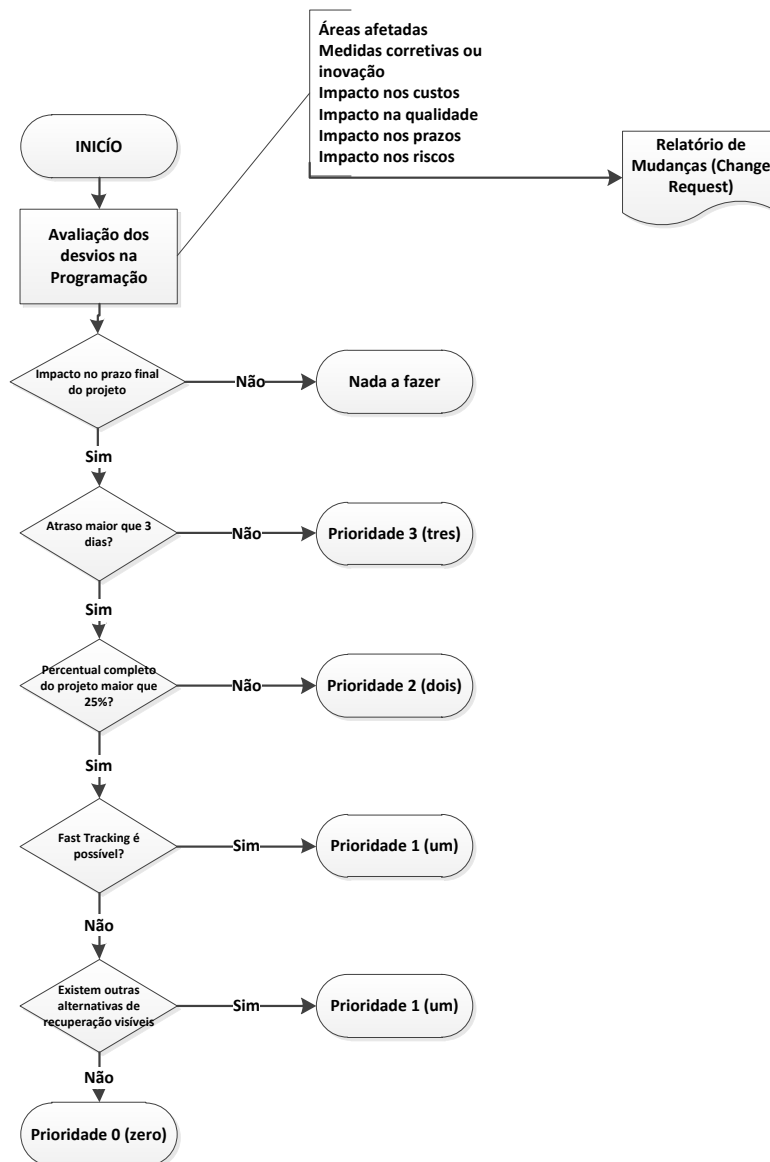 Áreas afetadas
Medidas corretivas ou
inovação
Impacto nos custos
Impacto na qualidade
Impacto nos prazos
Impacto nos riscos
INICÍO
Relatório de
Mudanças (Change
Request)
Avaliação dos
desvios na
Programação
Impacto no prazo final
do projeto
Não
Nada a fazer
Sim
Atraso maior que 3
dias?
Não
Prioridade 3 (tres)
Sim
Percentual completo
do projeto maior que
25%?
Não
Prioridade 2 (dois)
Sim
Fast Tracking é
possível?
Sim
Prioridade 1 (um)
Não
Existem outras
alternativas de
recuperação visíveis
Sim
Prioridade 1 (um)
Não
Prioridade 0 (zero)